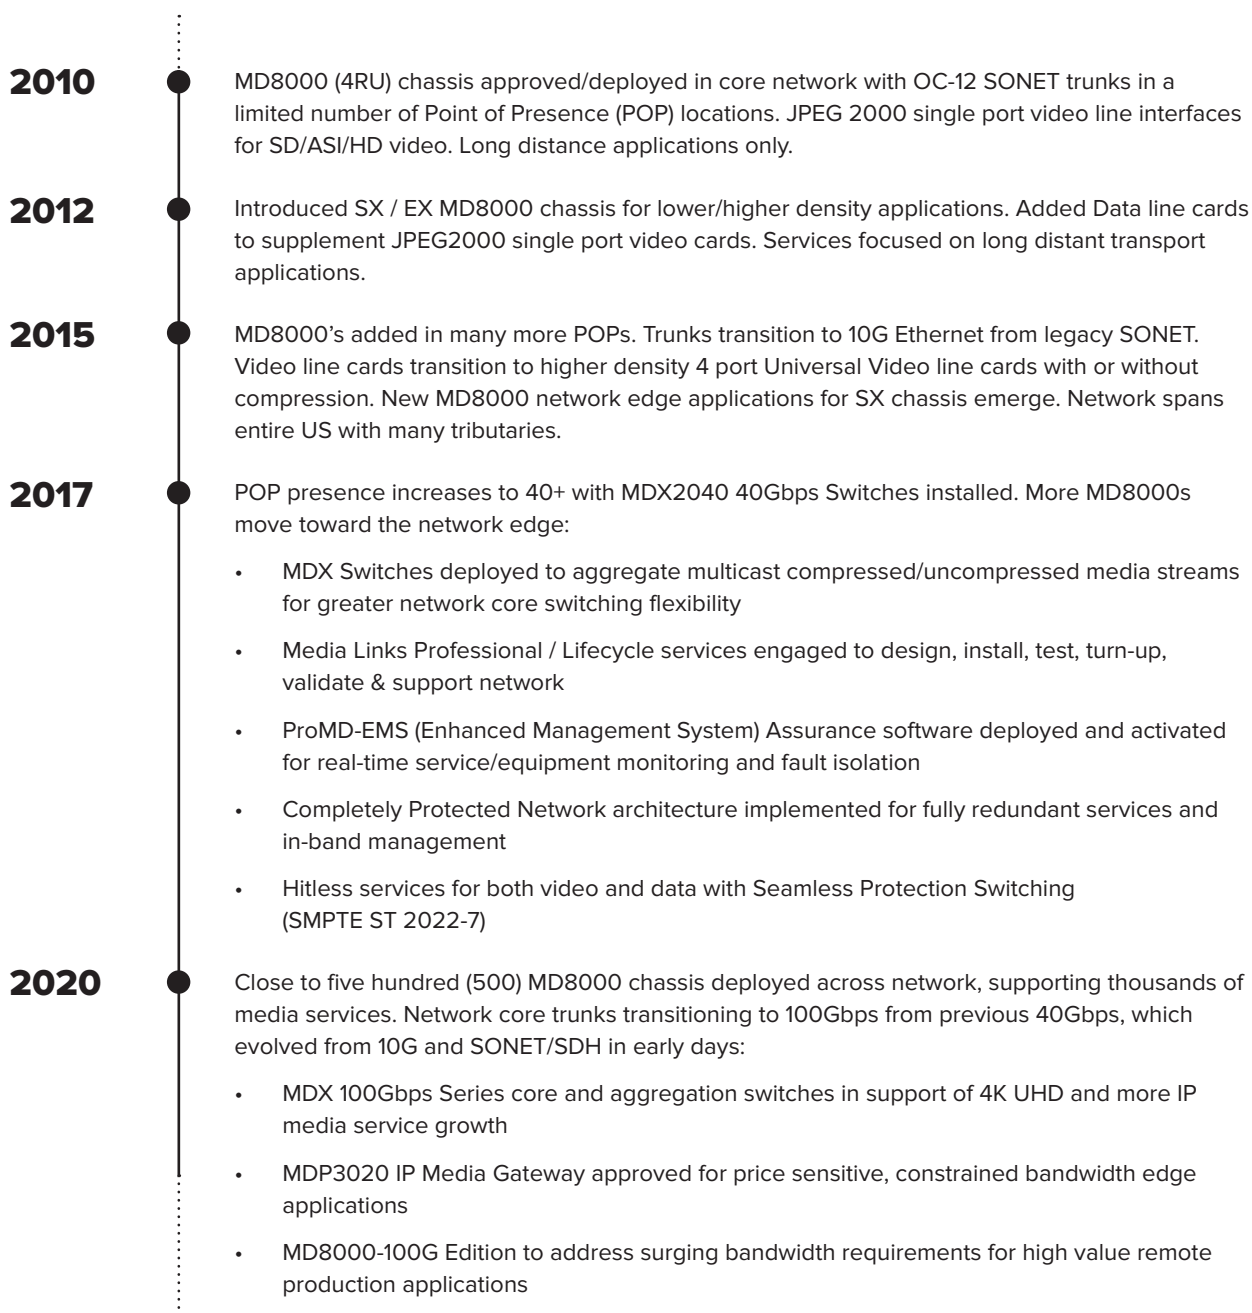 2010
MD8000 (4RU) chassis approved/deployed in core network with OC-12 SONET trunks in a
limited number of Point of Presence (POP) locations. JPEG 2000 single port video line interfaces
for SD/ASI/HD video. Long distance applications only.
2012
Introduced SX / EX MD8000 chassis for lower/higher density applications. Added Data line cards
to supplement JPEG2000 single port video cards. Services focused on long distant transport
applications.
2015
MD8000’s added in many more POPs. Trunks transition to 10G Ethernet from legacy SONET.
Video line cards transition to higher density 4 port Universal Video line cards with or without
compression. New MD8000 network edge applications for SX chassis emerge. Network spans
entire US with many tributaries.
2017
POP presence increases to 40+ with MDX2040 40Gbps Switches installed. More MD8000s
move toward the network edge:
• MDX Switches deployed to aggregate multicast compressed/uncompressed media streams
for greater network core switching flexibility
• Media Links Professional / Lifecycle services engaged to design, install, test, turn-up,
validate & support network
• ProMD-EMS (Enhanced Management System) Assurance software deployed and activated
for real-time service/equipment monitoring and fault isolation
• Completely Protected Network architecture implemented for fully redundant services and
in-band management
• Hitless services for both video and data with Seamless Protection Switching
(SMPTE ST 2022-7)
2020
Close to five hundred (500) MD8000 chassis deployed across network, supporting thousands of
media services. Network core trunks transitioning to 100Gbps from previous 40Gbps, which
evolved from 10G and SONET/SDH in early days:
• MDX 100Gbps Series core and aggregation switches in support of 4K UHD and more IP
media service growth
• MDP3020 IP Media Gateway approved for price sensitive, constrained bandwidth edge
applications
• MD8000-100G Edition to address surging bandwidth requirements for high value remote
production applications